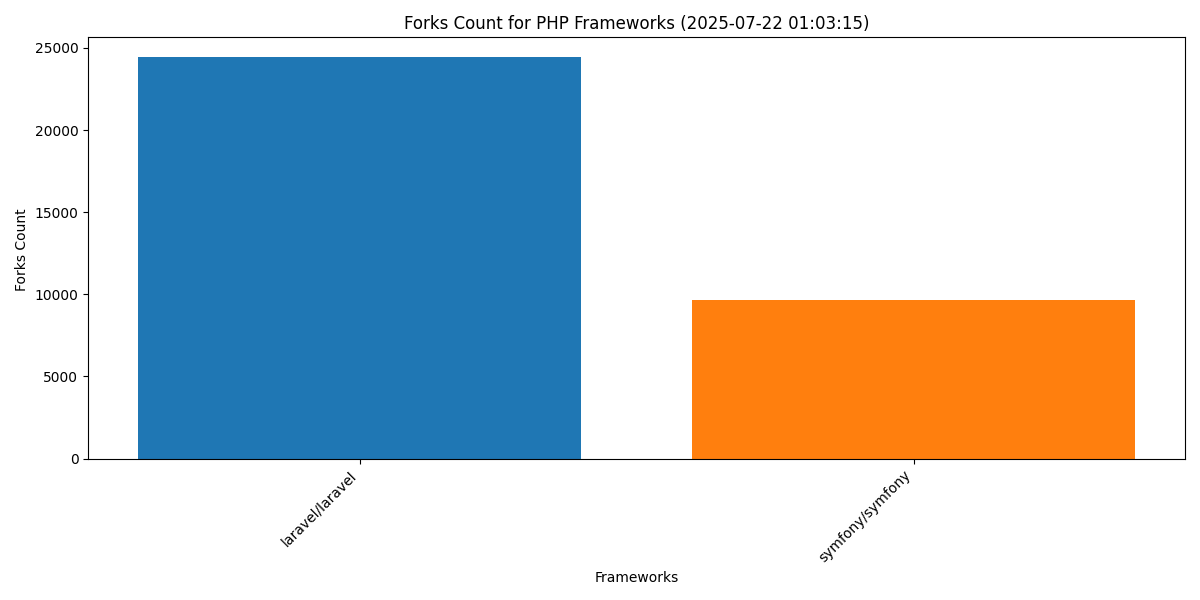 Forks Count for PHP Frameworks (2025-07-22 01:03:15)
25000
20000
15000
10000
5000
0
Forks Count
laravel/laravel
symfony/symfony
Frameworks